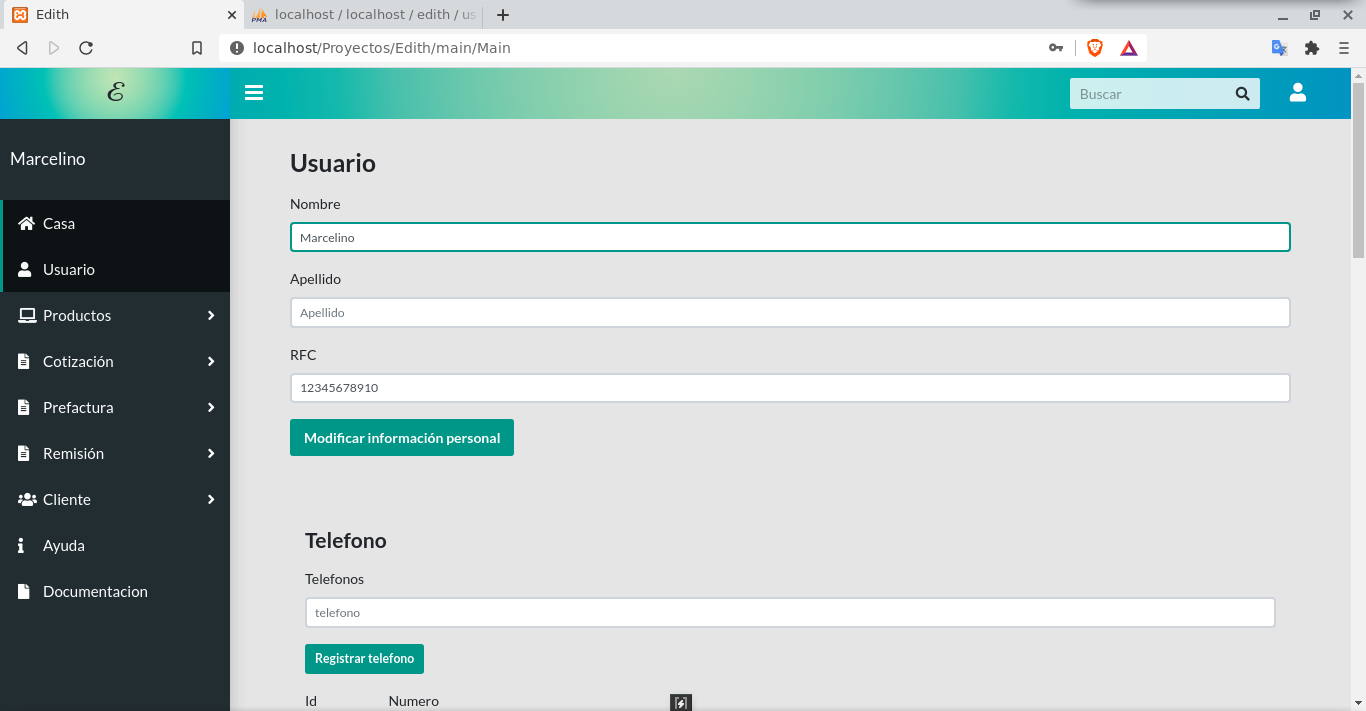 Edith
localhost / localhost / edith / us
localhost/Proyectos/Edith/main/Main
ℰ
Buscar
Marcelino
Casa
Usuario
Productos
Cotización
Prefactura
Remisión
Cliente
Ayuda
Documentacion
Usuario
Nombre
Marcelino
Apellido
Apellido
RFC
12345678910
Modificar información personal
Telefono
Telefonos
telefono
Registrar telefono
Id Numero